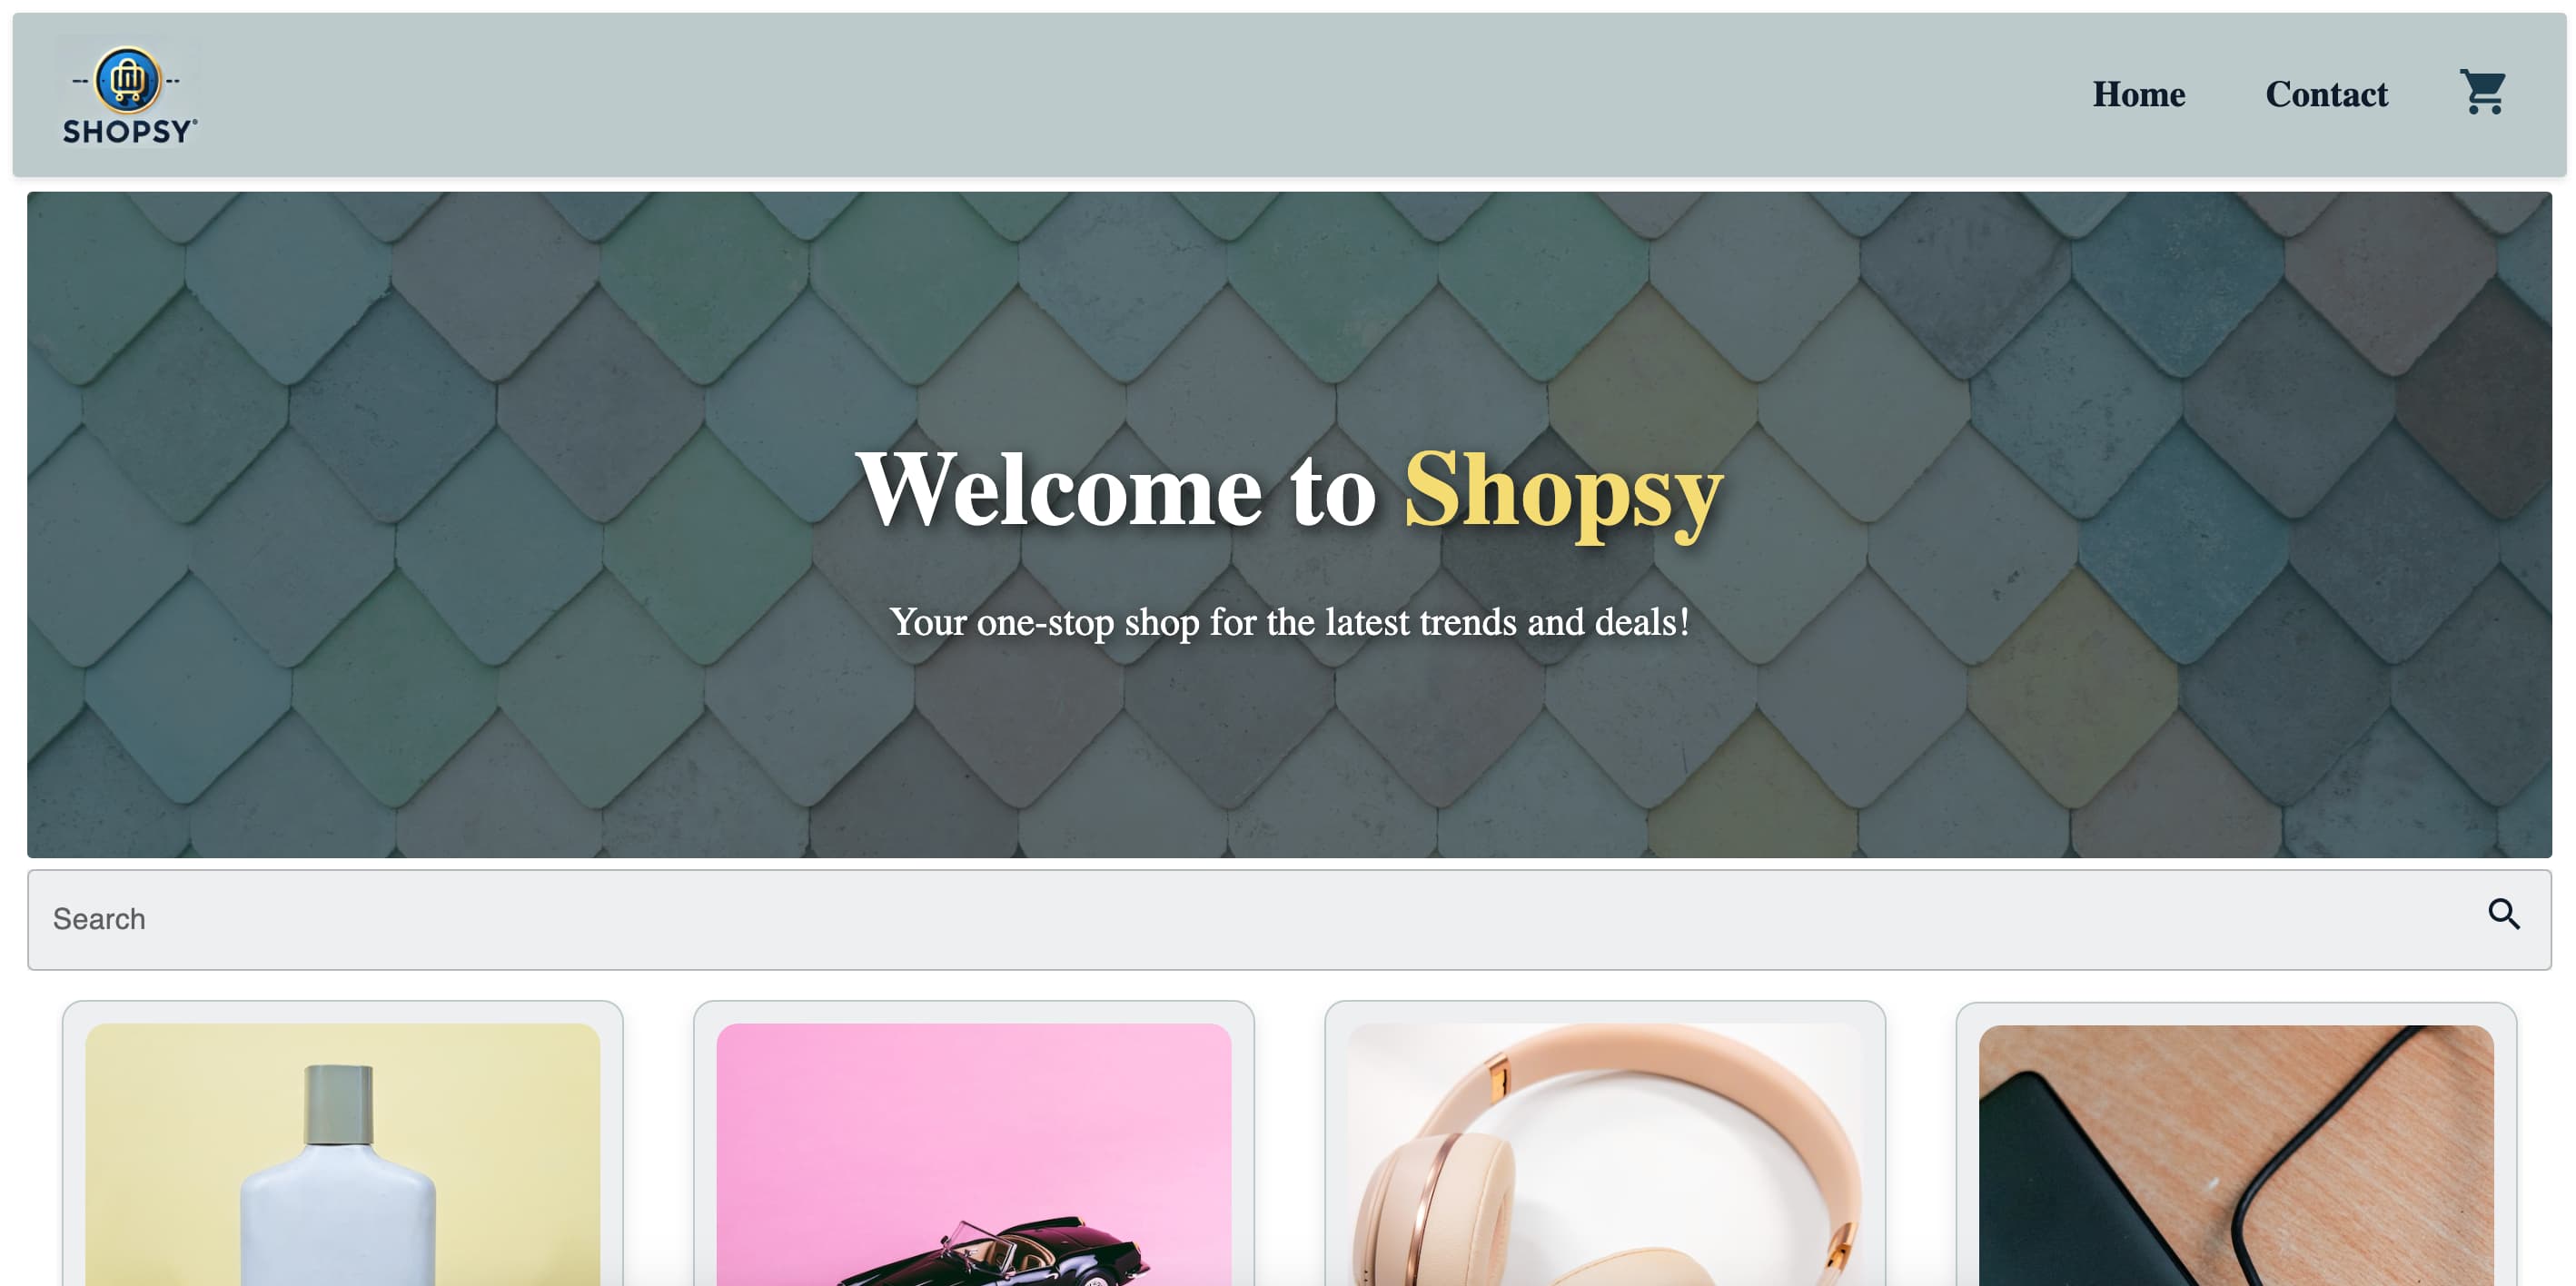 SHOPSY
Home
Contact
Welcome to Shopsy
Your one-stop shop for the latest trends and deals!
Search